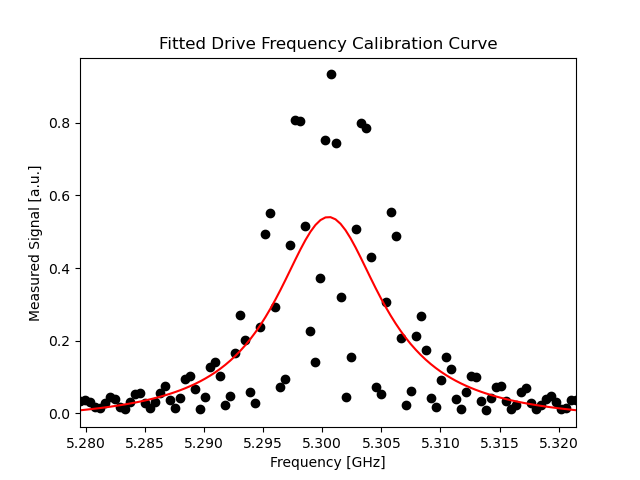 Fitted Drive Frequency Calibration Curve
Measured Signal [a.u.]
0.8
0.6
0.4
0.2
0.0
5.280 5.285 5.290 5.295 5.300 5.305 5.310 5.315 5.320
Frequency [GHz]